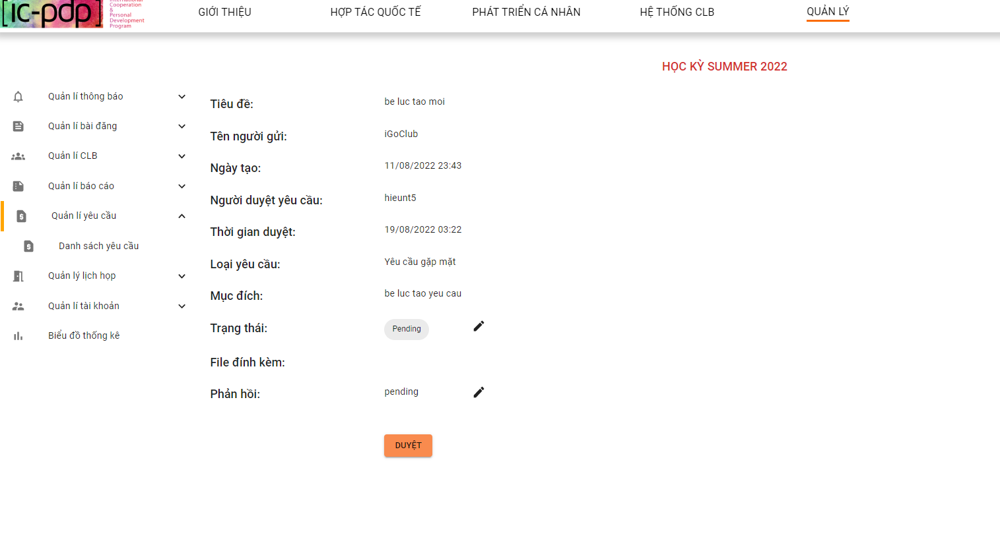 [ic-pdp]
International
Cooperation
&
Personal
Development
Program
GIỚI THIỆU
HỢP TÁC QUỐC TẾ
PHÁT TRIỂN CÁ NHÂN
HỆ THỐNG CLB
QUẢN LÝ
HỌC KỲ SUMMER 2022
Quản lí thông báo
Quản lí bài đăng
Quản lí CLB
Quản lí báo cáo
Quản lí yêu cầu
Danh sách yêu cầu
Quản lý lịch họp
Quản lí tài khoản
Biểu đồ thống kê
Tiêu đề: be luc tao moi
Tên người gửi: iGoClub
Ngày tạo: 11/08/2022 23:43
Người duyệt yêu cầu: hieunt5
Thời gian duyệt: 19/08/2022 03:22
Loại yêu cầu: Yêu cầu gặp mặt
Mục đích: be luc tao yeu cau
Trạng thái: Pending
File đính kèm:
Phản hồi: pending
DUYỆT